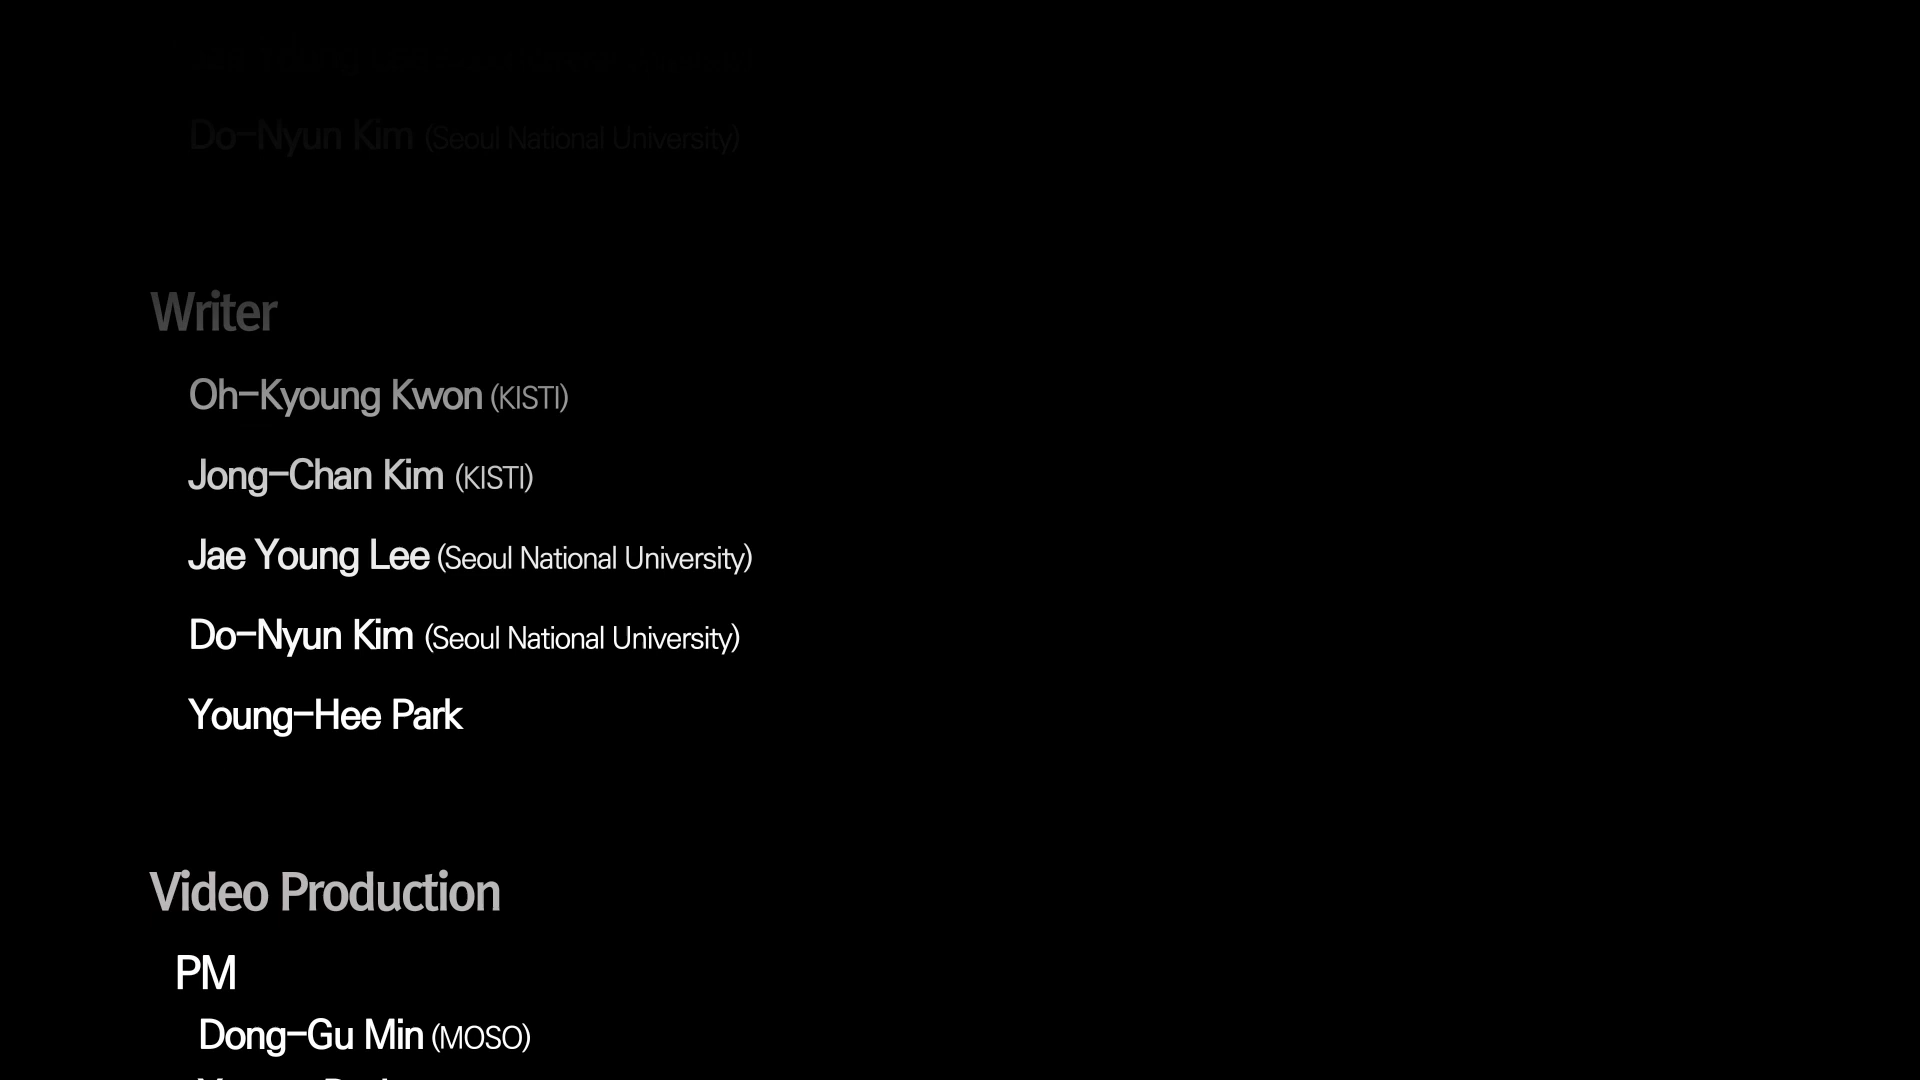 Do-Nyun Kim (Seoul National University)
Writer
Oh-Kyoung Kwon (KISTI)
Jong-Chan Kim (KISTI)
Jae Young Lee (Seoul National University)
Do-Nyun Kim (Seoul National University)
Young-Hee Park
Video Production
PM
Dong-Gu Min (MOSO)